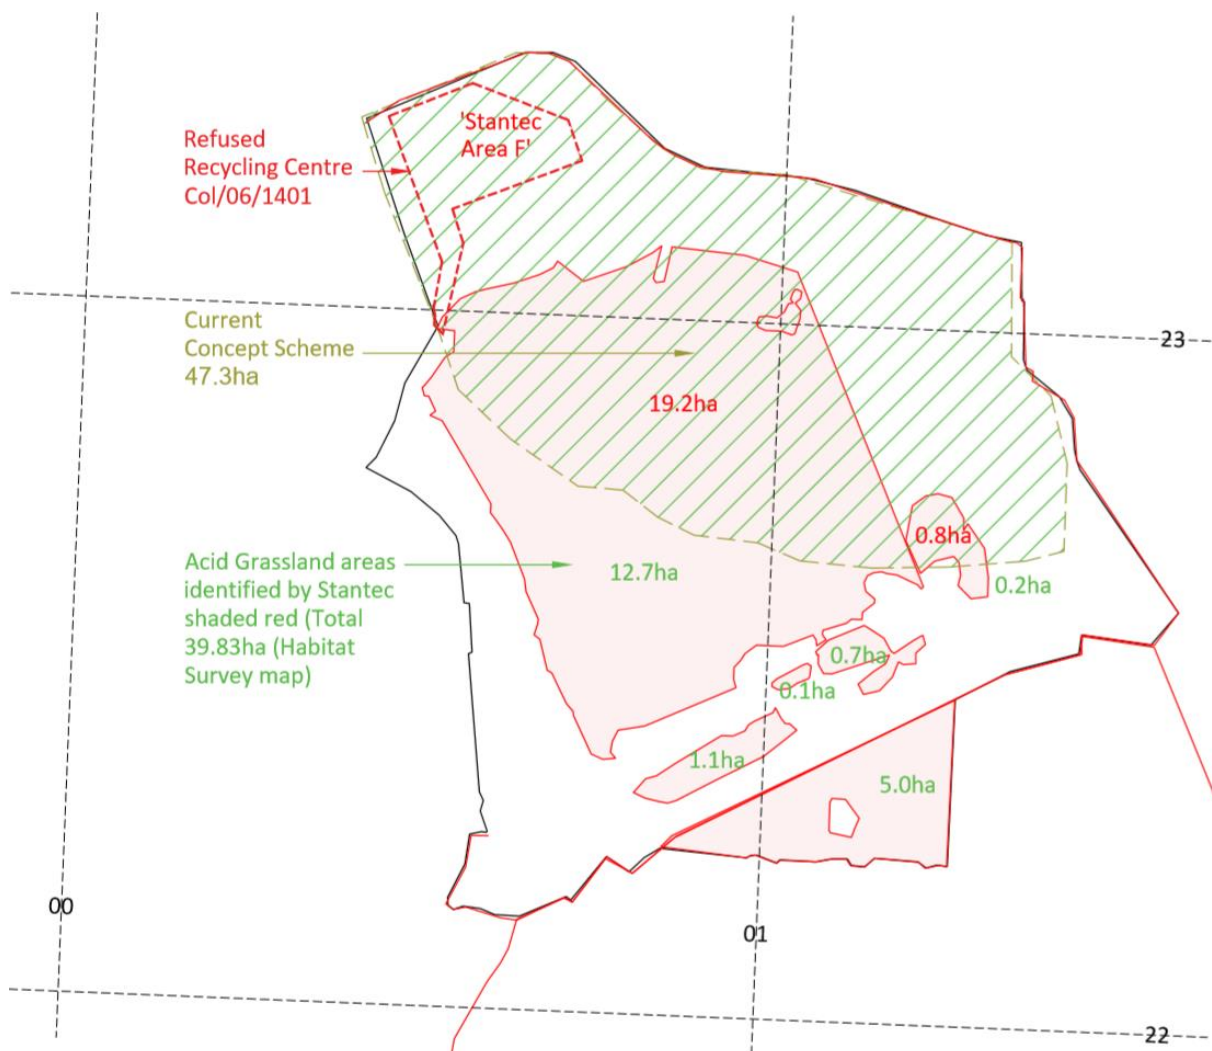 'Stantec
Area F'
Refused
Recycling Centre
Col/06/1401
Current
Concept Scheme
47.3ha
23
19.2ha
0.8ha
Acid Grassland areas
identified by Stantec
shaded red (Total
39.83ha (Habitat
Survey map)
12.7ha
0.2ha
0.7ha
0.1ha
1.1ha
5.0ha
00
01
22